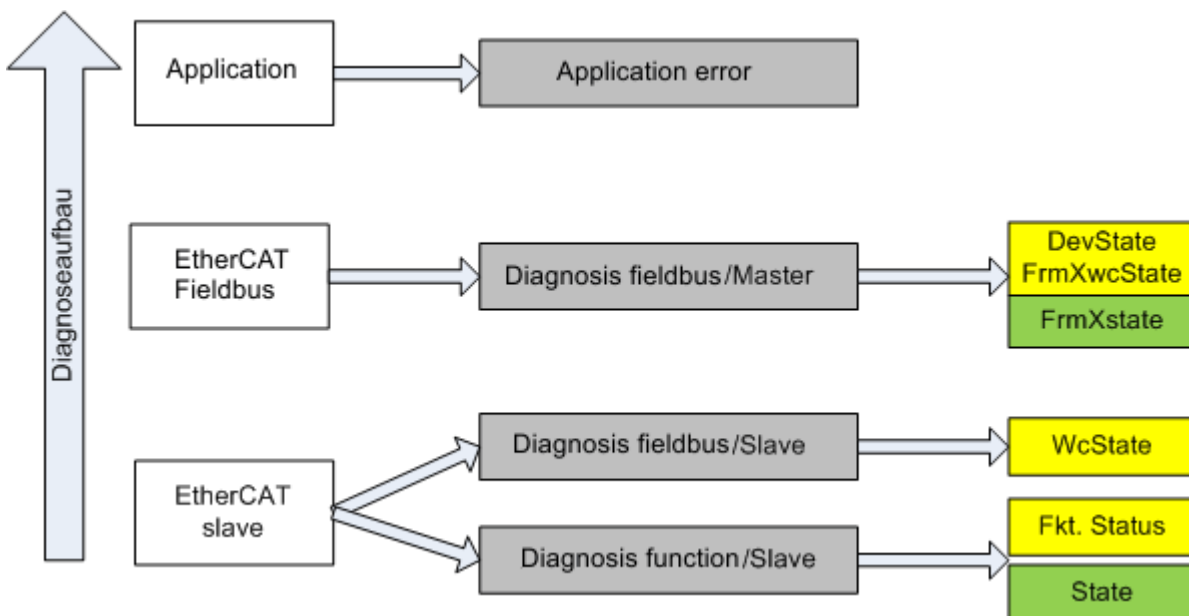 Diagnoseaufbau
Application
Application error
EtherCAT
Fieldbus
Diagnosis fieldbus/Master
DevState
FrmXwcState
FrmXstate
EtherCAT
slave
Diagnosis fieldbus/Slave
WcState
Diagnosis function/Slave
Fkt. Status
State